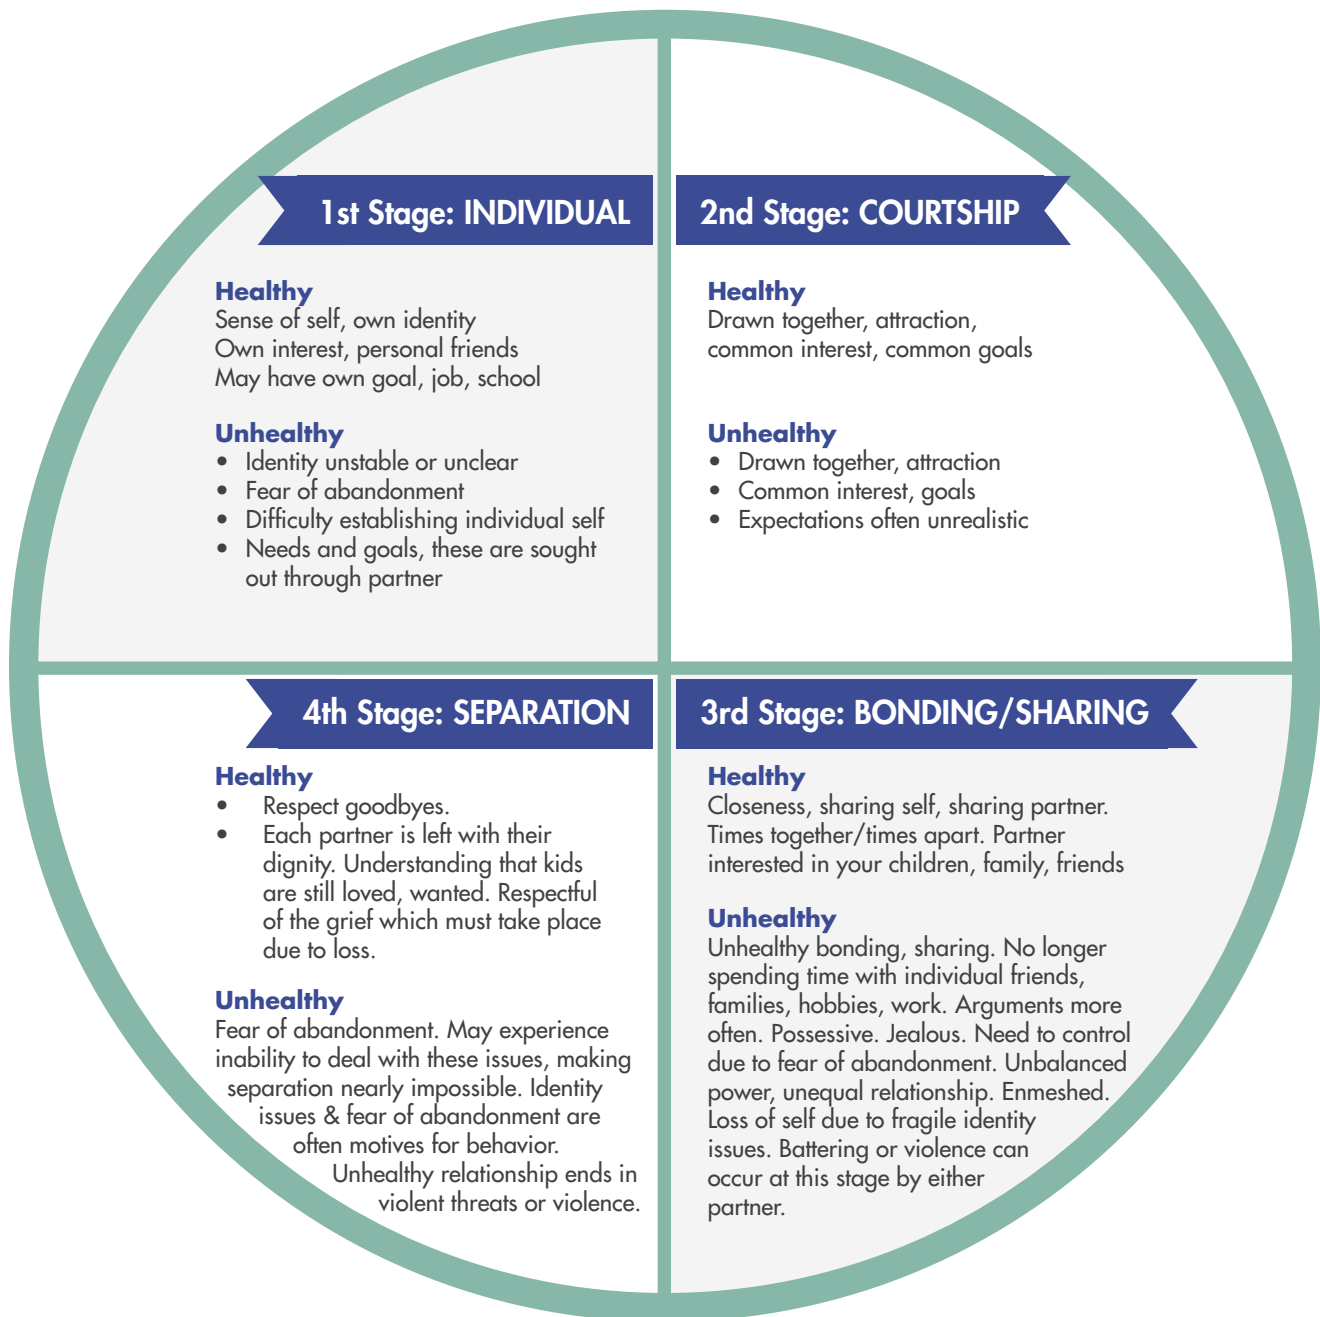 1st Stage: INDIVIDUAL
Healthy
Sense of self, own identity
Own interest, personal friends
May have own goal, job, school
Unhealthy
• Identity unstable or unclear
• Fear of abandonment
• Difficulty establishing individual self
• Needs and goals, these are sought
out through partner
2nd Stage: COURTSHIP
Healthy
Drawn together, attraction,
common interest, common goals
Unhealthy
• Drawn together, attraction
• Common interest, goals
• Expectations often unrealistic
3rd Stage: BONDING/SHARING
Healthy
Closeness, sharing self, sharing partner.
Times together/times apart. Partner
interested in your children, family, friends
Unhealthy
Unhealthy bonding, sharing. No longer
spending time with individual friends,
families, hobbies, work. Arguments more
often. Possessive. Jealous. Need to control
due to fear of abandonment. Unbalanced
power, unequal relationship. Enmeshed.
Loss of self due to fragile identity
issues. Battering or violence can
occur at this stage by either
partner.
4th Stage: SEPARATION
Healthy
• Respect goodbyes.
• Each partner is left with their
dignity. Understanding that kids
are still loved, wanted. Respectful
of the grief which must take place
due to loss.
Unhealthy
Fear of abandonment. May experience
inability to deal with these issues, making
separation nearly impossible. Identity
issues & fear of abandonment are
often motives for behavior.
Unhealthy relationship ends in
violent threats or violence.